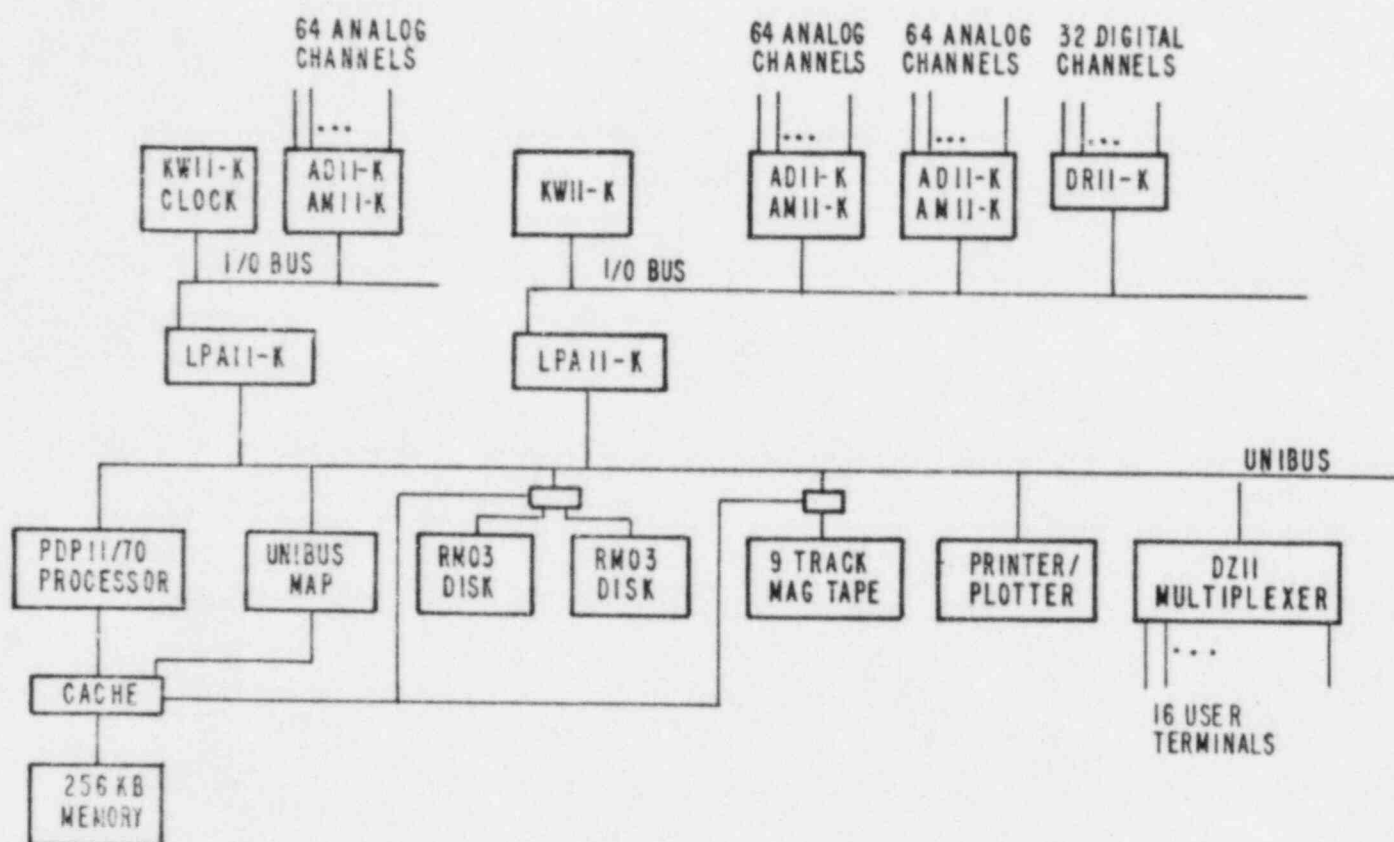 64 ANALOG
CHANNELS
64 ANALOG
CHANNELS
64 ANALOG
CHANNELS
32 DIGITAL
CHANNELS
...
...
...
...
KW11-K
CLOCK
AD11-K
AM11-K
KW11-K
AD11-K
AM11-K
AD11-K
AM11-K
DR11-K
I/O BUS
I/O BUS
LPA11-K
LPA11-K
UNIBUS
PDP11/70
PROCESSOR
UNIBUS
MAP
RM03
DISK
RM03
DISK
9 TRACK
MAG TAPE
PRINTER/
PLOTTER
DZ11
MULTIPLEXER
...
CACHE
16 USER
TERMINALS
256 KB
MEMORY